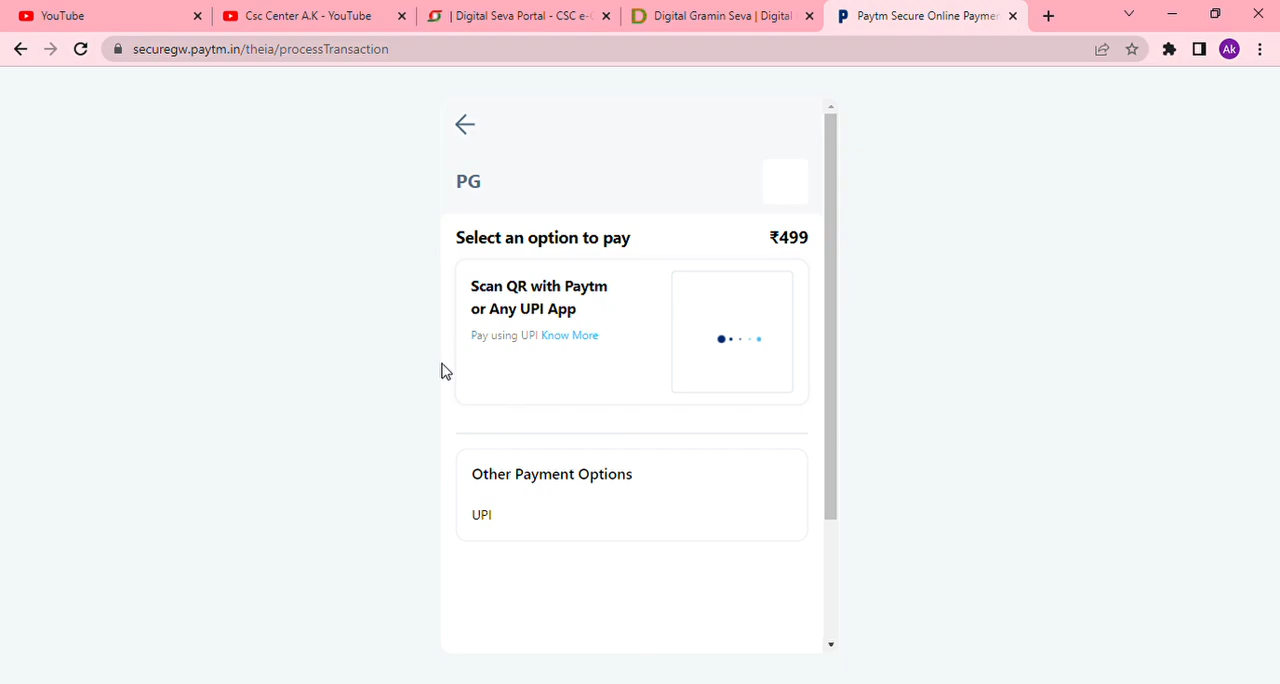 YouTube
Csc Center A.K - YouTube
| Digital Seva Portal - CSC e-
Digital Gramin Seva | Digital
Paytm Secure Online Paymen
securegw.paytm.in/theia/processTransaction
Ak
PG
Select an option to pay ₹499
Scan QR with Paytm
or Any UPI App
Pay using UPI Know More
Other Payment Options
UPI